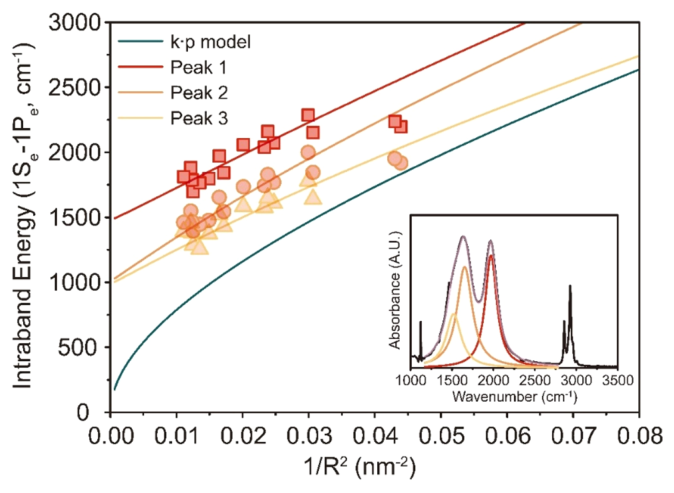 3000
2500
2000
1500
1000
500
0
Intraband Energy (1Sₑ-1Pₑ, cm⁻¹)
k·p model
Peak 1
Peak 2
Peak 3
Absorbance (A.U.)
1000 1500 2000 2500 3000 3500
Wavenumber (cm⁻¹)
0.00 0.01 0.02 0.03 0.04 0.05 0.06 0.07 0.08
1/R² (nm⁻²)